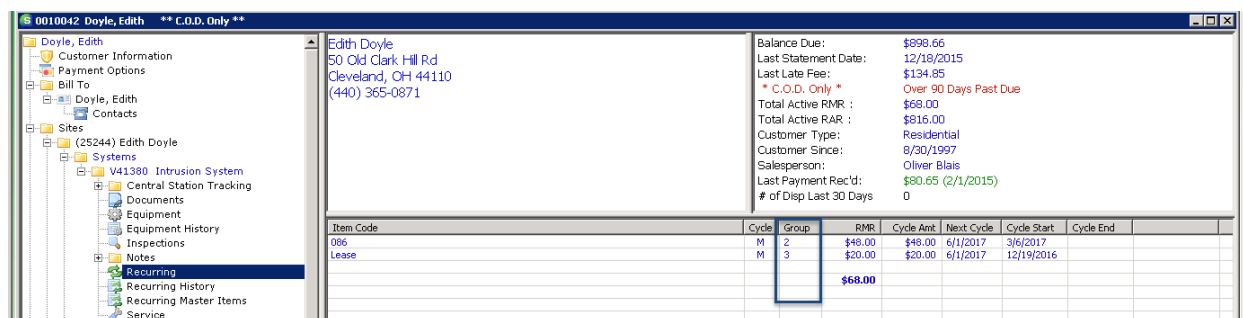 0010042 Doyle, Edith ** C.O.D. Only **
Doyle, Edith
Customer Information
Payment Options
Bill To
Doyle, Edith
Contacts
Sites
(25244) Edith Doyle
Systems
V41380 Intrusion System
Central Station Tracking
Documents
Equipment
Equipment History
Inspections
Notes
Recurring
Recurring History
Recurring Master Items
Service
Edith Doyle
50 Old Clark Hill Rd
Cleveland, OH 44110
(440) 365-0871
Balance Due: $898.66
Last Statement Date: 12/18/2015
Last Late Fee: $134.85
* C.O.D. Only * Over 90 Days Past Due
Total Active RMR : $68.00
Total Active RAR : $816.00
Customer Type: Residential
Customer Since: 8/30/1997
Salesperson: Oliver Blais
Last Payment Rec'd: $80.65 (2/1/2015)
# of Disp Last 30 Days 0
Item Code Cycle Group RMR Cycle Amt Next Cycle Cycle Start Cycle End
086 M 2 $48.00 $48.00 6/1/2017 3/6/2017
Lease M 3 $20.00 $20.00 6/1/2017 12/19/2016
$68.00